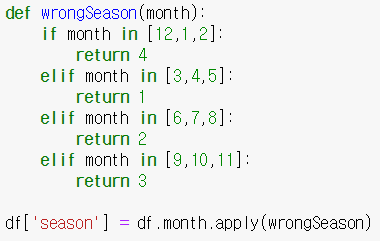 def wrongSeason(month):
    if month in [12,1,2]:
        return 4
    elif month in [3,4,5]:
        return 1
    elif month in [6,7,8]:
        return 2
    elif month in [9,10,11]:
        return 3
df['season'] = df.month.apply(wrongSeason)